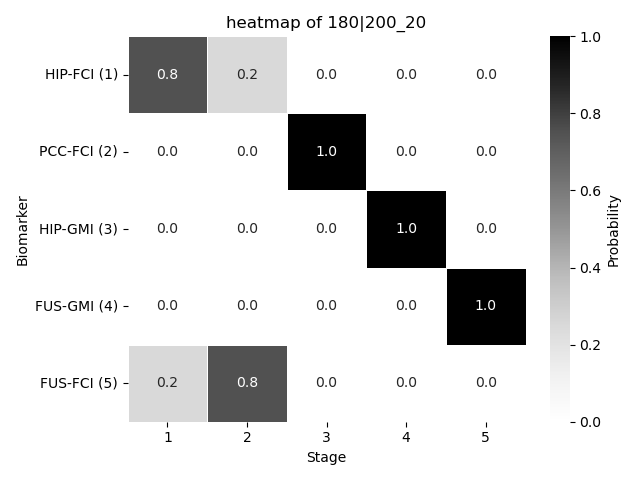 heatmap of 180|200_20
HIP-FCI (1) 0.8 0.2 0.0 0.0 0.0
PCC-FCI (2) 0.0 0.0 1.0 0.0 0.0
HIP-GMI (3) 0.0 0.0 0.0 1.0 0.0
FUS-GMI (4) 0.0 0.0 0.0 0.0 1.0
FUS-FCI (5) 0.2 0.8 0.0 0.0 0.0
1 2 3 4 5
Stage
Biomarker
1.0
0.8
0.6
0.4
0.2
0.0
Probability